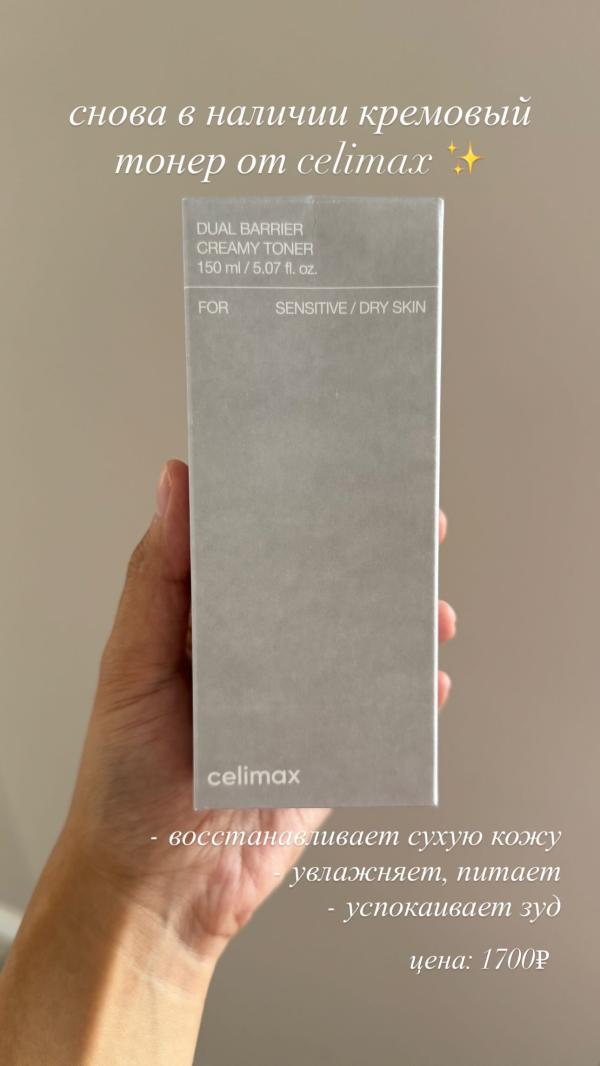 снова в наличии кремовый
тонер от celimax ✨
DUAL BARRIER
CREAMY TONER
150 ml / 5.07 fl. oz.
FOR SENSITIVE / DRY SKIN
celimax
- восстанавливает сухую кожу
- увлажняет, питает
- успокаивает зуд
цена: 1700₽